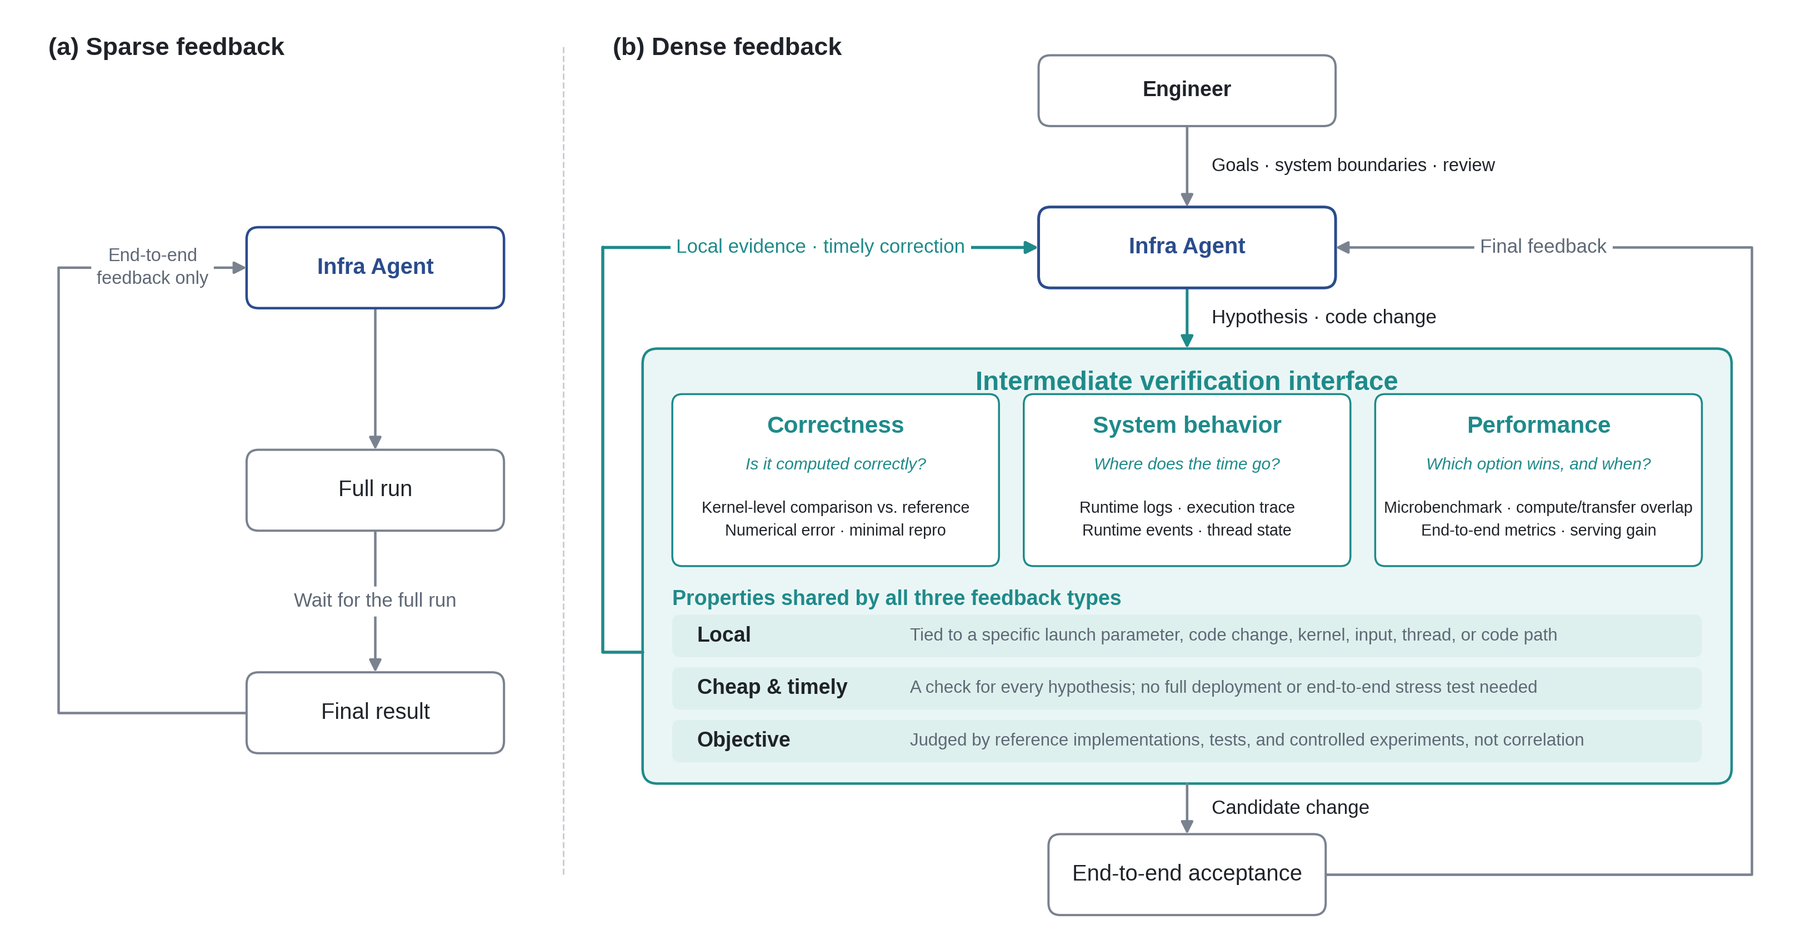 (a) Sparse feedback
End-to-end
feedback only
Infra Agent
Full run
Wait for the full run
Final result
(b) Dense feedback
Engineer
Goals · system boundaries · review
Local evidence · timely correction
Infra Agent
Final feedback
Hypothesis · code change
Intermediate verification interface
Correctness
Is it computed correctly?
Kernel-level comparison vs. reference
Numerical error · minimal repro
System behavior
Where does the time go?
Runtime logs · execution trace
Runtime events · thread state
Performance
Which option wins, and when?
Microbenchmark · compute/transfer overlap
End-to-end metrics · serving gain
Properties shared by all three feedback types
Local Tied to a specific launch parameter, code change, kernel, input, thread, or code path
Cheap & timely A check for every hypothesis; no full deployment or end-to-end stress test needed
Objective Judged by reference implementations, tests, and controlled experiments, not correlation
Candidate change
End-to-end acceptance